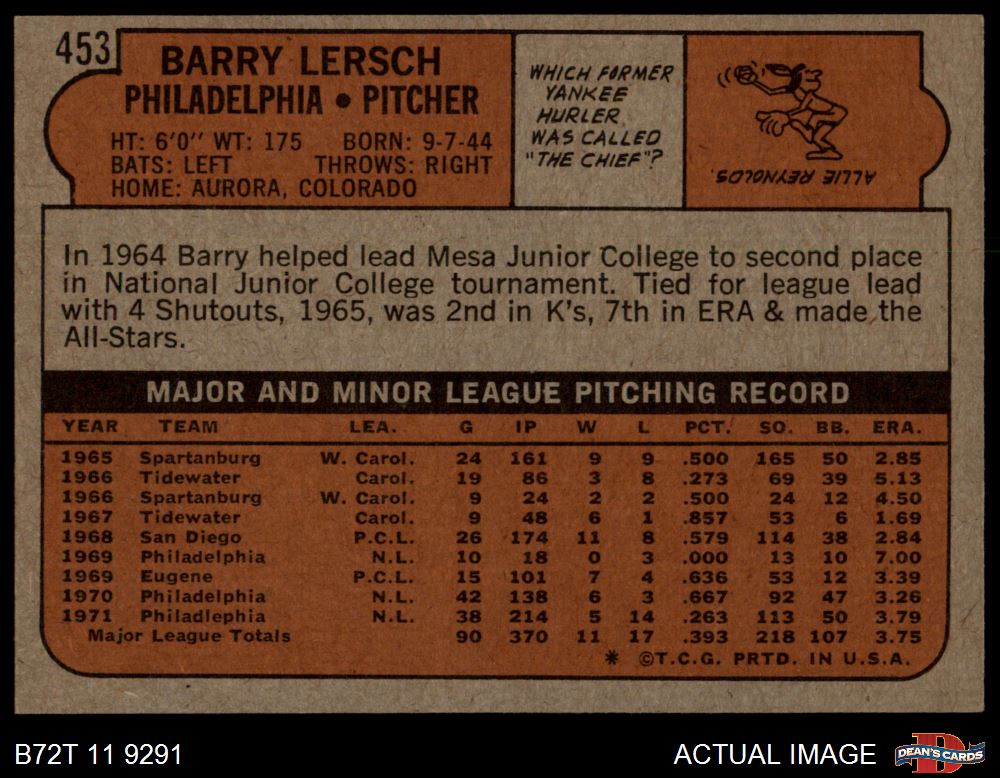 453
BARRY LERSCH
PHILADELPHIA • PITCHER
HT: 6'0" WT: 175 BORN: 9-7-44
BATS: LEFT THROWS: RIGHT
HOME: AURORA, COLORADO
WHICH FORMER
YANKEE
HURLER
WAS CALLED
"THE CHIEF"?
ALLIE REYNOLDS.
In 1964 Barry helped lead Mesa Junior College to second place
in National Junior College tournament. Tied for league lead
with 4 Shutouts, 1965, was 2nd in K's, 7th in ERA & made the
All-Stars.
MAJOR AND MINOR LEAGUE PITCHING RECORD
YEAR TEAM LEA. G IP W L PCT. SO. BB. ERA.
1965 Spartanburg W. Carol. 24 161 9 9 .500 165 50 2.85
1966 Tidewater Carol. 19 86 3 8 .273 69 39 5.13
1966 Spartanburg W. Carol. 9 24 2 2 .500 24 12 4.50
1967 Tidewater Carol. 9 48 6 1 .857 53 6 1.69
1968 San Diego P.C.L. 26 174 11 8 .579 114 38 2.84
1969 Philadelphia N.L. 10 18 0 3 .000 13 10 7.00
1969 Eugene P.C.L. 15 101 7 4 .636 53 12 3.39
1970 Philadelphia N.L. 42 138 6 3 .667 92 47 3.26
1971 Philadlephia N.L. 38 214 5 14 .263 113 50 3.79
Major League Totals 90 370 11 17 .393 218 107 3.75
* ©T.C.G. PRTD. IN U.S.A.
B72T 11 9291
ACTUAL IMAGE
DEAN'S CARDS